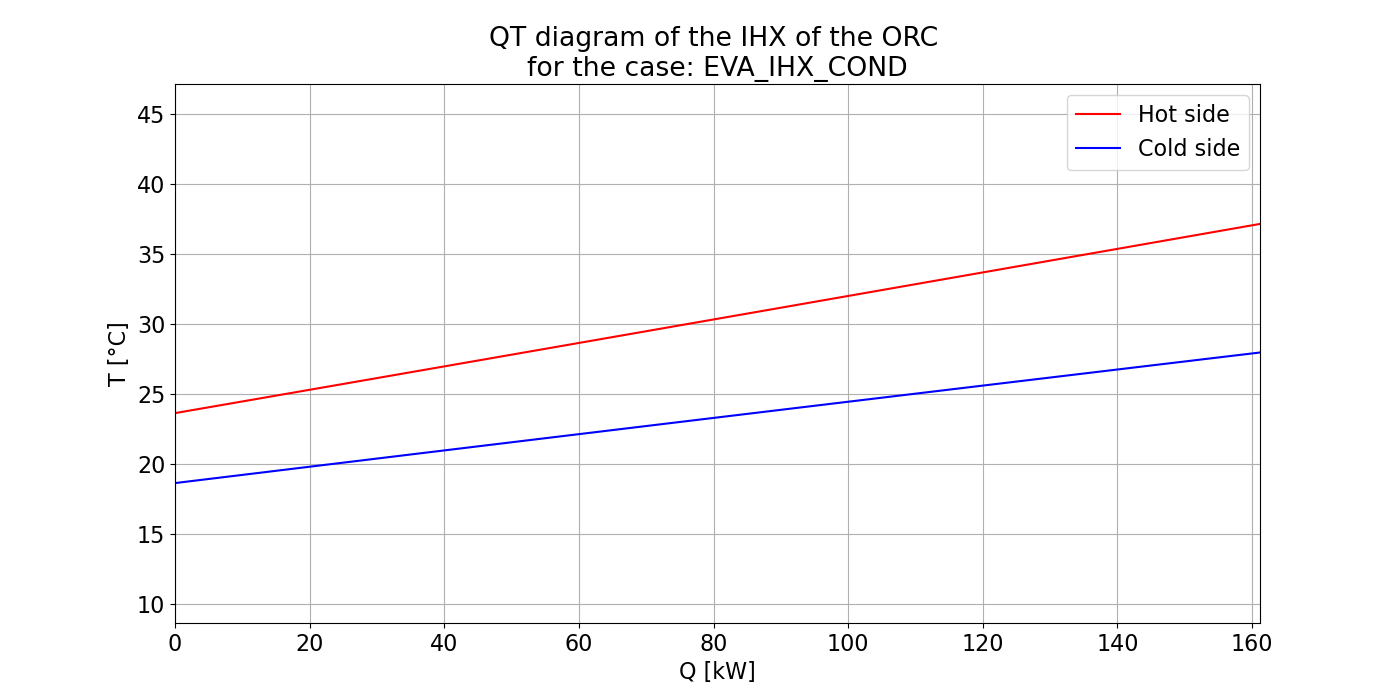 QT diagram of the IHX of the ORC
for the case: EVA_IHX_COND
Hot side
Cold side
45
40
35
30
25
20
15
10
T [°C]
0 20 40 60 80 100 120 140 160
Q [kW]